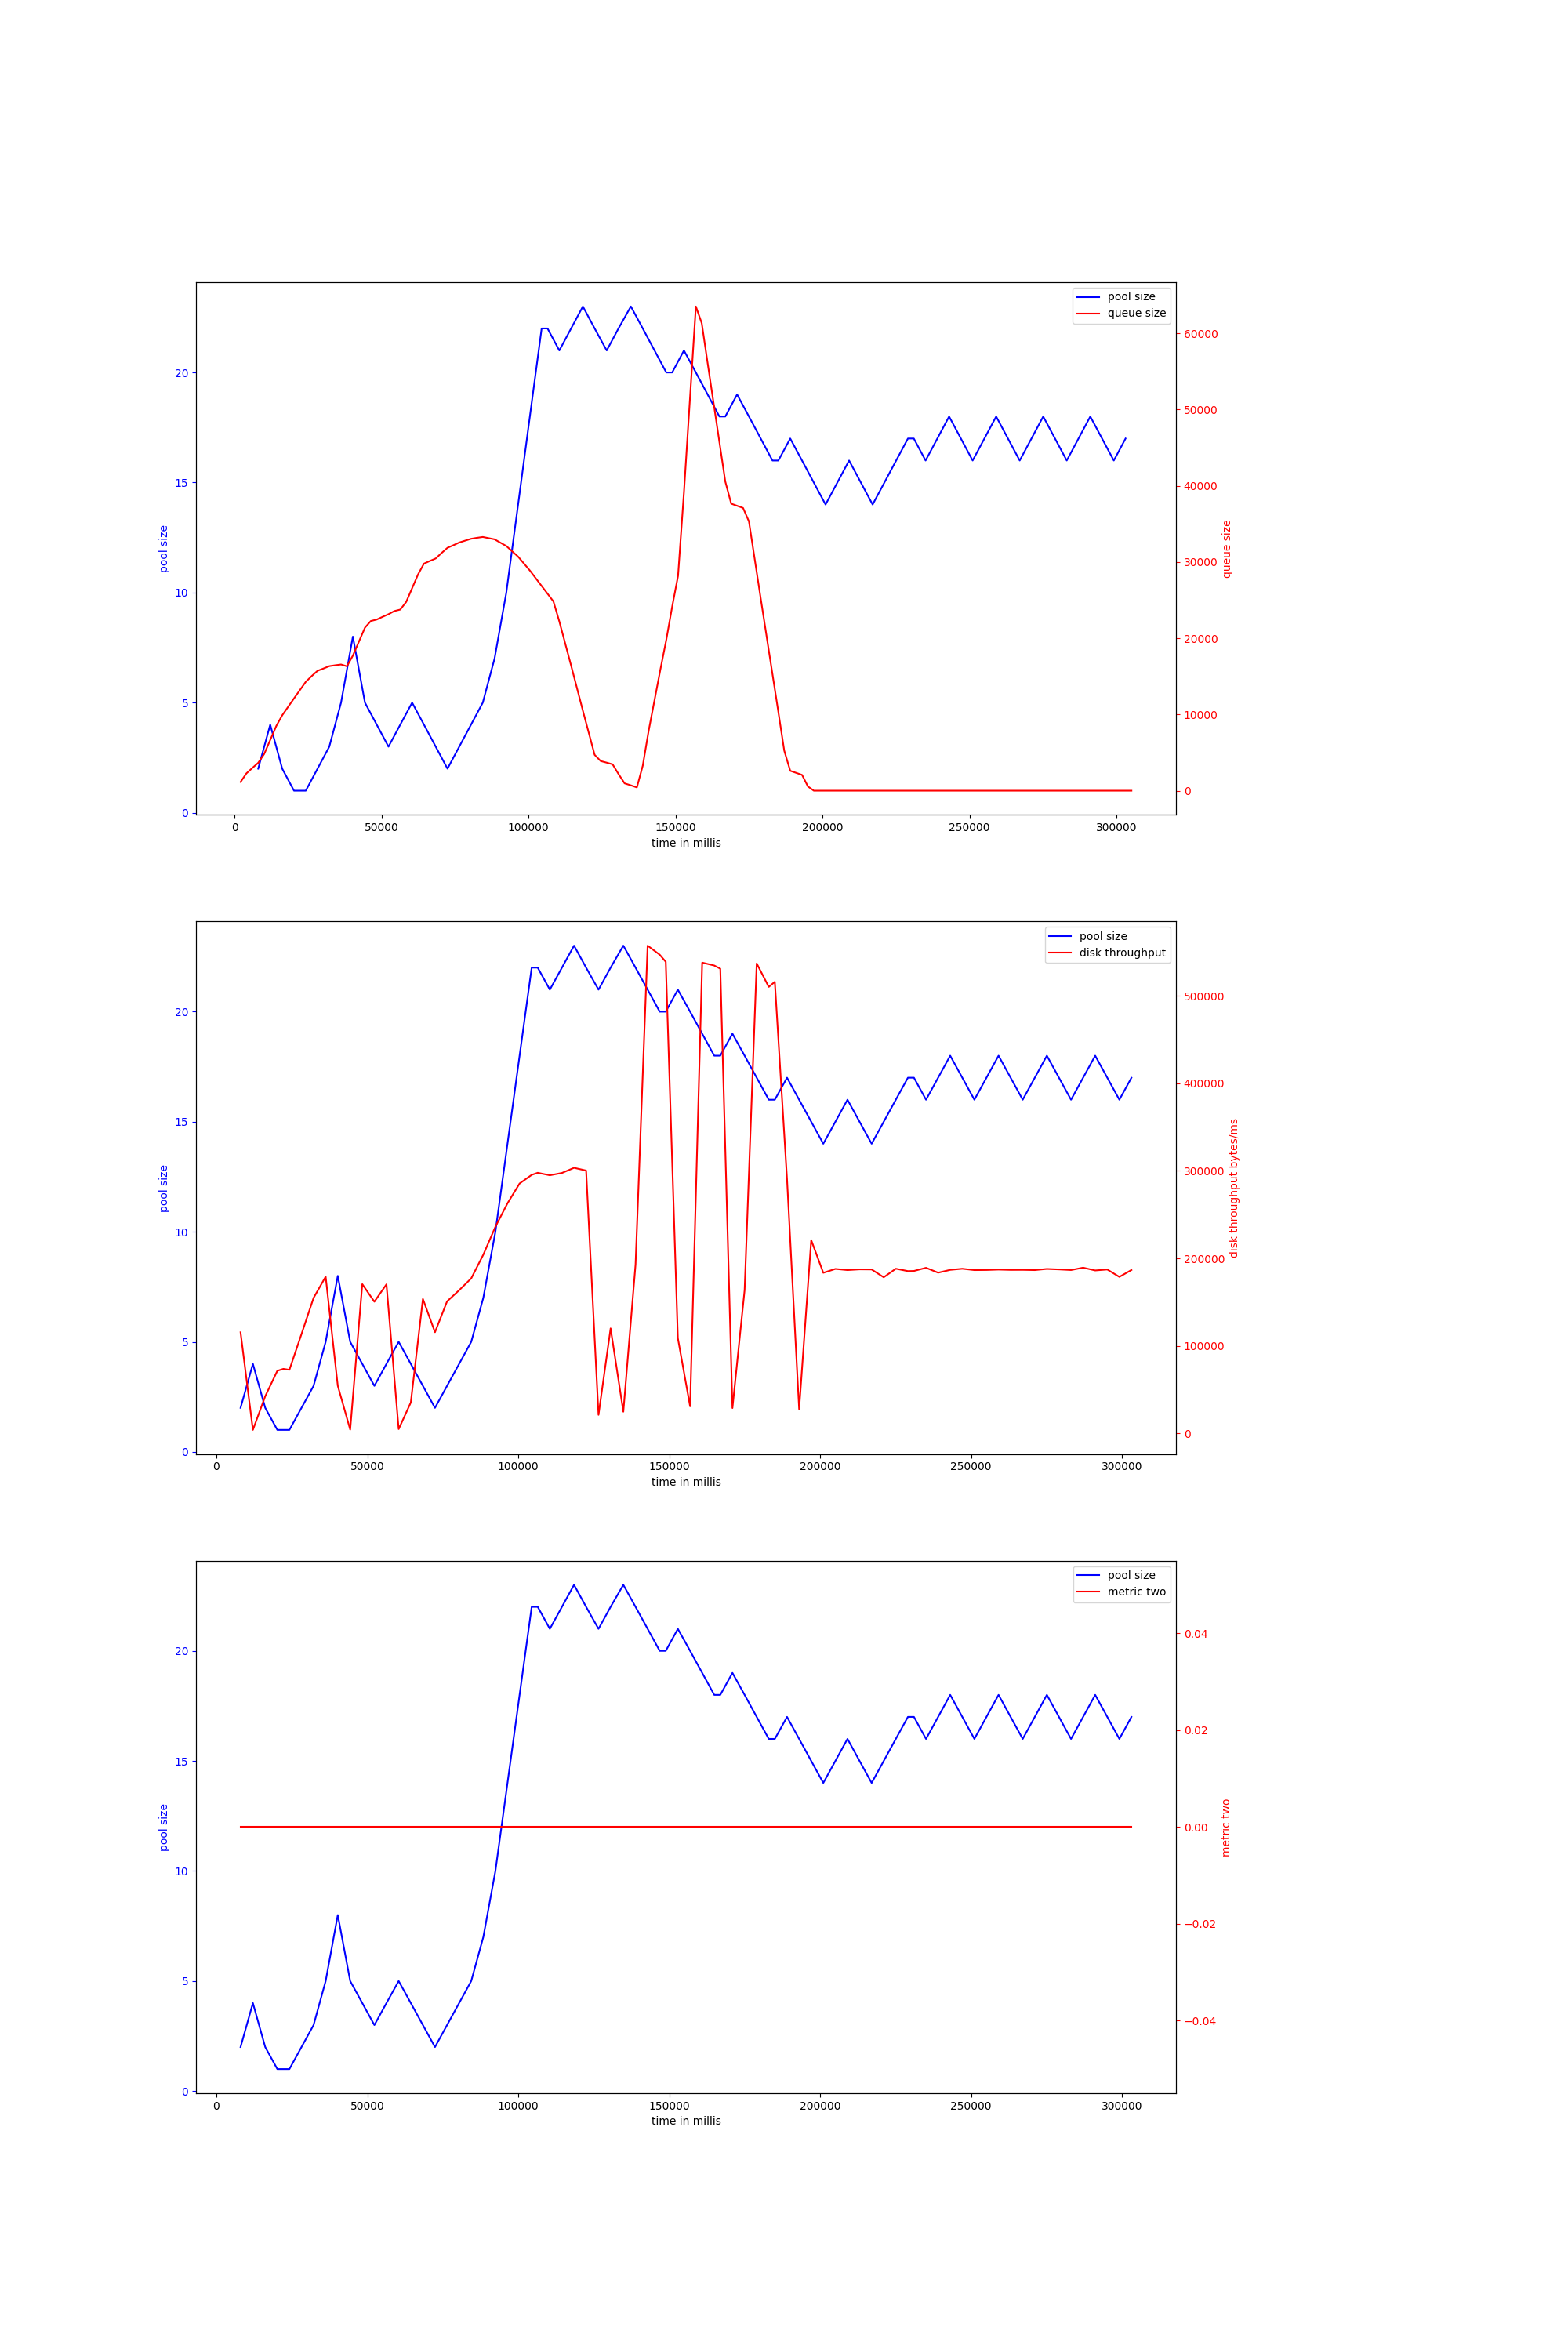 pool size
queue size
60000
50000
40000
30000
20000
10000
0
queue size
20
15
10
5
0
pool size
0 50000 100000 150000 200000 250000 300000
time in millis
pool size
disk throughput
500000
400000
300000
200000
100000
0
disk throughput bytes/ms
20
15
10
5
0
pool size
0 50000 100000 150000 200000 250000 300000
time in millis
pool size
metric two
0.04
0.02
0.00
−0.02
−0.04
metric two
20
15
10
5
0
pool size
0 50000 100000 150000 200000 250000 300000
time in millis